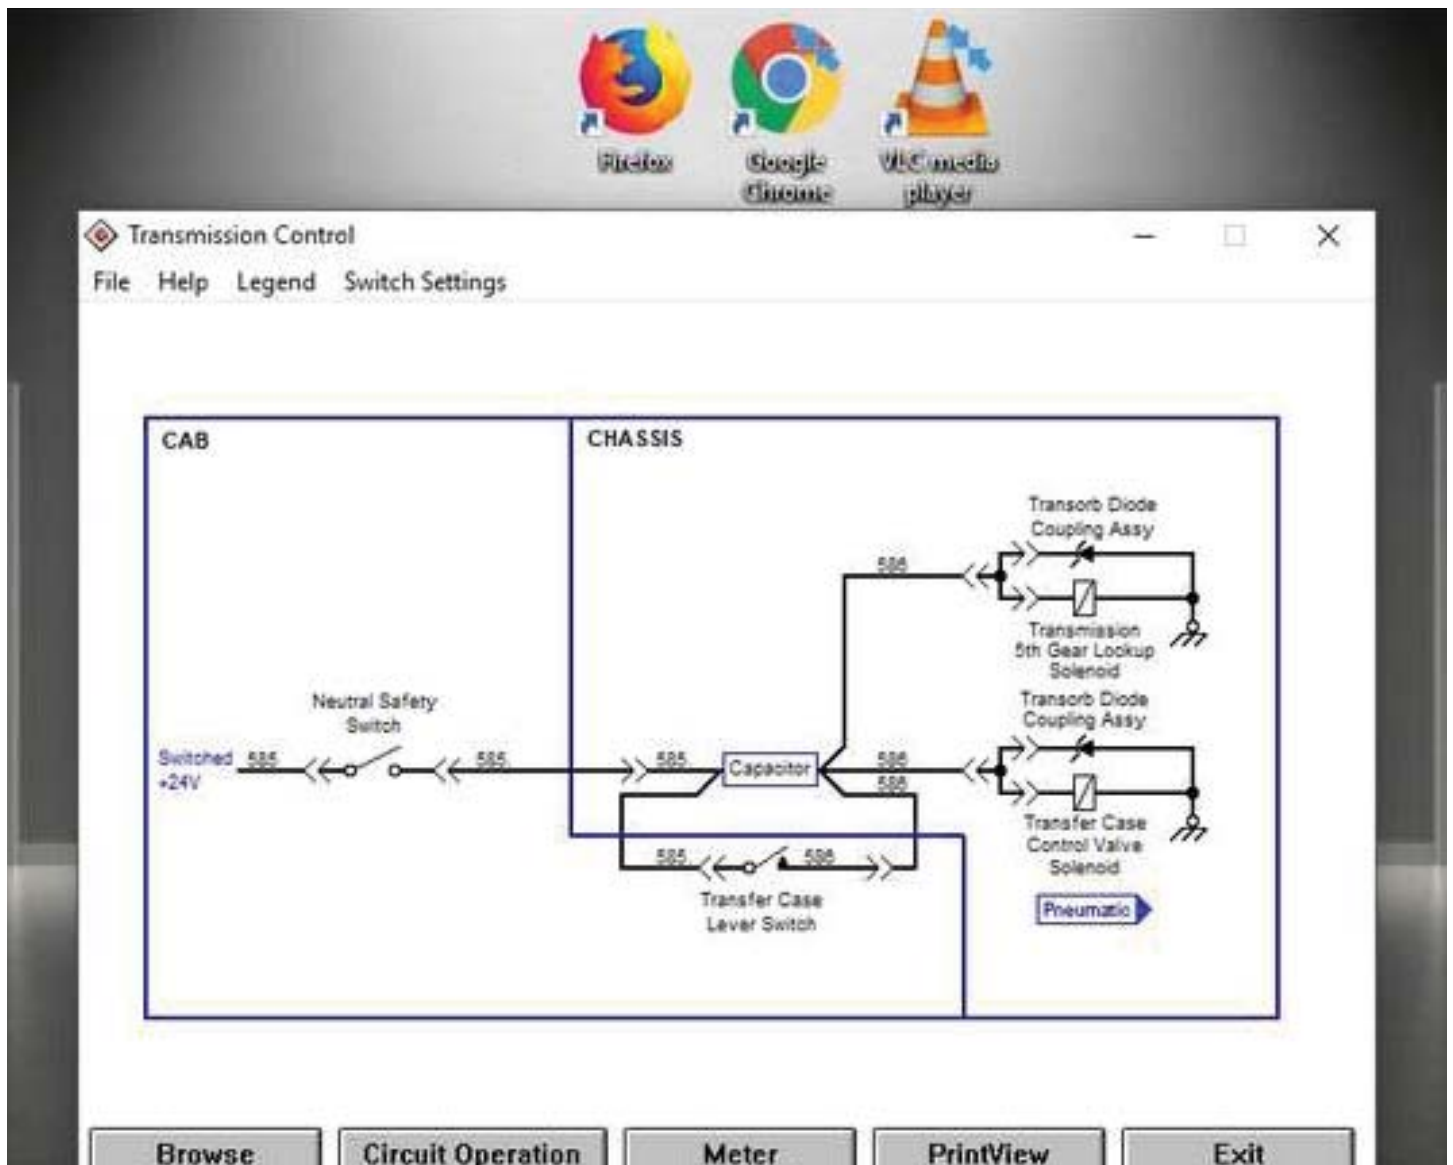 Firefox
Google
Chrome
VLC media
player
Transmission Control
File Help Legend Switch Settings
CAB
CHASSIS
Transorb Diode
Coupling Assy
586
Transmission
5th Gear Lookup
Solenoid
Transorb Diode
Coupling Assy
Neutral Safety
Switch
Switched
+24V
585
585
585
Capacitor
586
586
Transfer Case
Control Valve
Solenoid
585
586
Transfer Case
Lever Switch
Pneumatic
Browse
Circuit Operation
Meter
PrintView
Exit